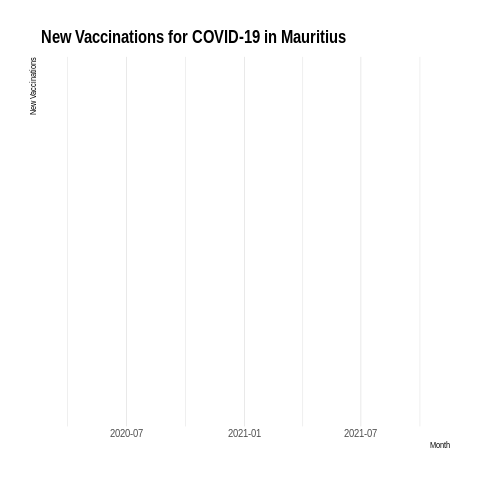 New Vaccinations for COVID-19 in Mauritius
New Vaccinations
2020-07
2021-01
2021-07
Month